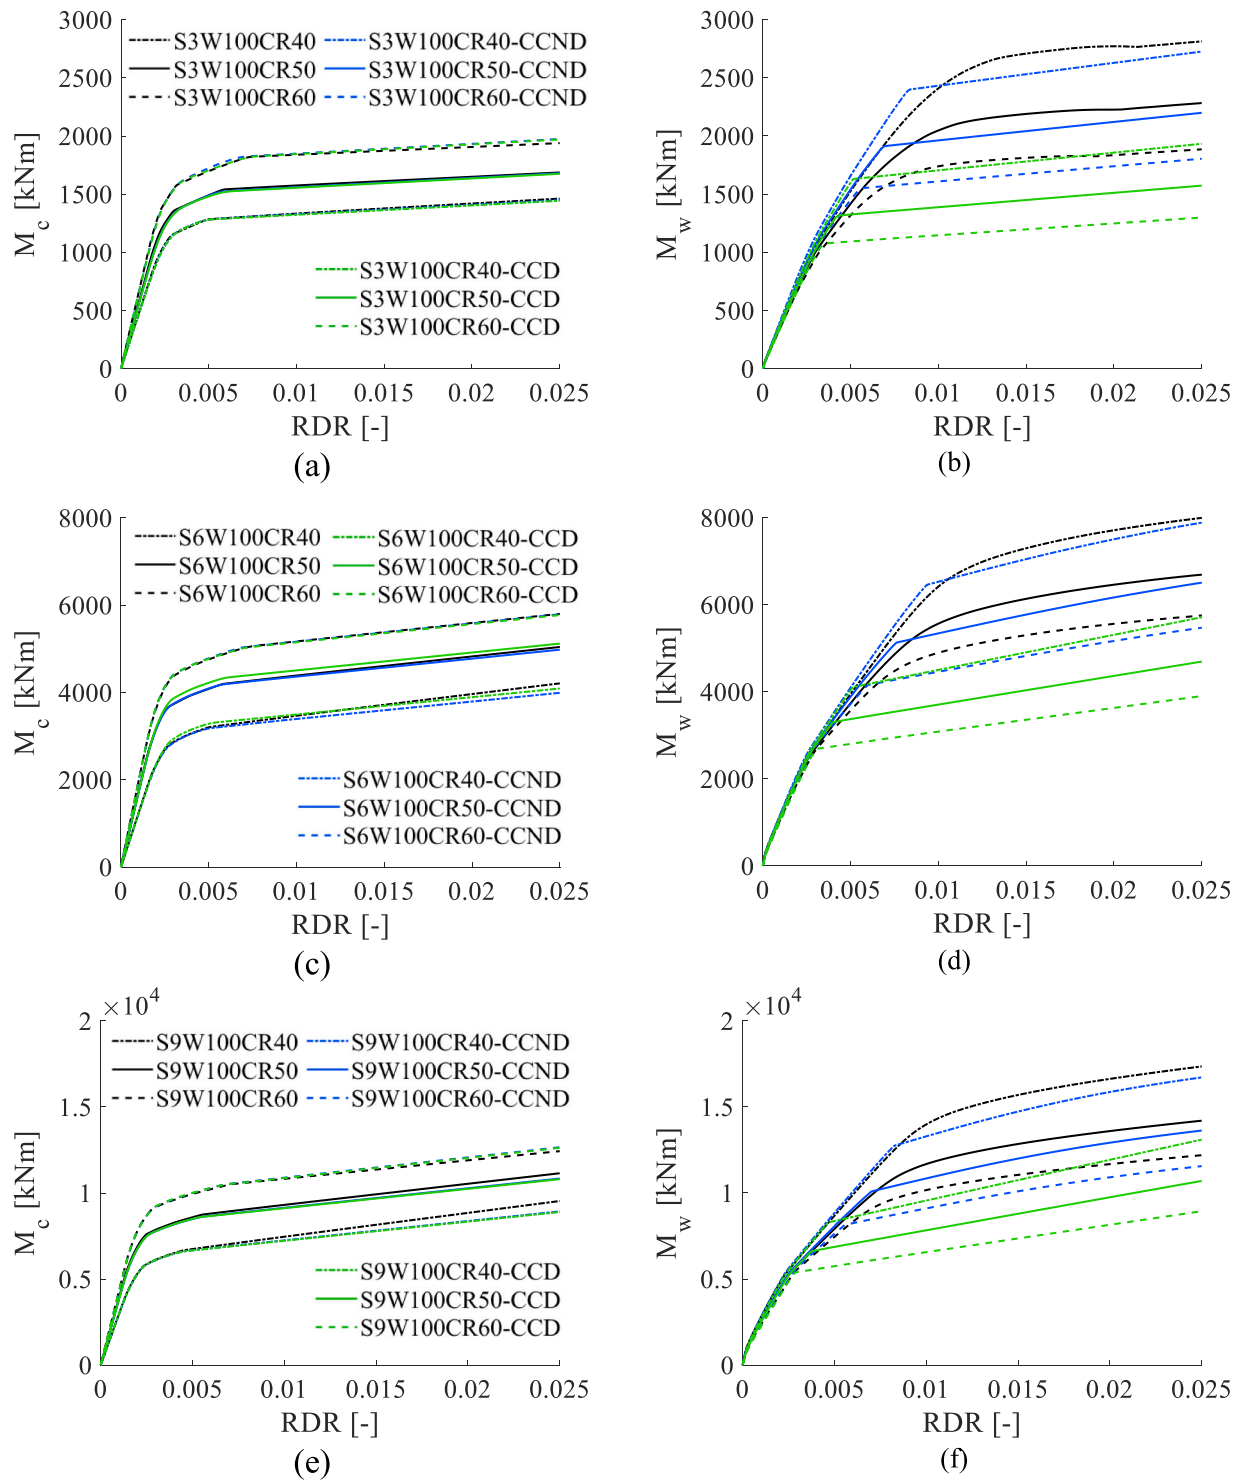 3000
2500
2000
1500
1000
500
0
M_c [kNm]
S3W100CR40
S3W100CR50
S3W100CR60
S3W100CR40-CCND
S3W100CR50-CCND
S3W100CR60-CCND
S3W100CR40-CCD
S3W100CR50-CCD
S3W100CR60-CCD
0 0.005 0.01 0.015 0.02 0.025
RDR [-]
(a)
3000
2500
2000
1500
1000
500
0
M_w [kNm]
0 0.005 0.01 0.015 0.02 0.025
RDR [-]
(b)
8000
6000
4000
2000
0
M_c [kNm]
S6W100CR40
S6W100CR50
S6W100CR60
S6W100CR40-CCD
S6W100CR50-CCD
S6W100CR60-CCD
S6W100CR40-CCND
S6W100CR50-CCND
S6W100CR60-CCND
0 0.005 0.01 0.015 0.02 0.025
RDR [-]
(c)
8000
6000
4000
2000
0
M_w [kNm]
0 0.005 0.01 0.015 0.02 0.025
RDR [-]
(d)
×10⁴
2
1.5
1
0.5
0
M_c [kNm]
S9W100CR40
S9W100CR50
S9W100CR60
S9W100CR40-CCND
S9W100CR50-CCND
S9W100CR60-CCND
S9W100CR40-CCD
S9W100CR50-CCD
S9W100CR60-CCD
0 0.005 0.01 0.015 0.02 0.025
RDR [-]
(e)
×10⁴
2
1.5
1
0.5
0
M_w [kNm]
0 0.005 0.01 0.015 0.02 0.025
RDR [-]
(f)